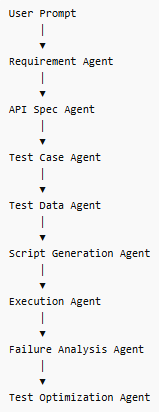 User Prompt
Requirement Agent
API Spec Agent
Test Case Agent
Test Data Agent
Script Generation Agent
Execution Agent
Failure Analysis Agent
Test Optimization Agent